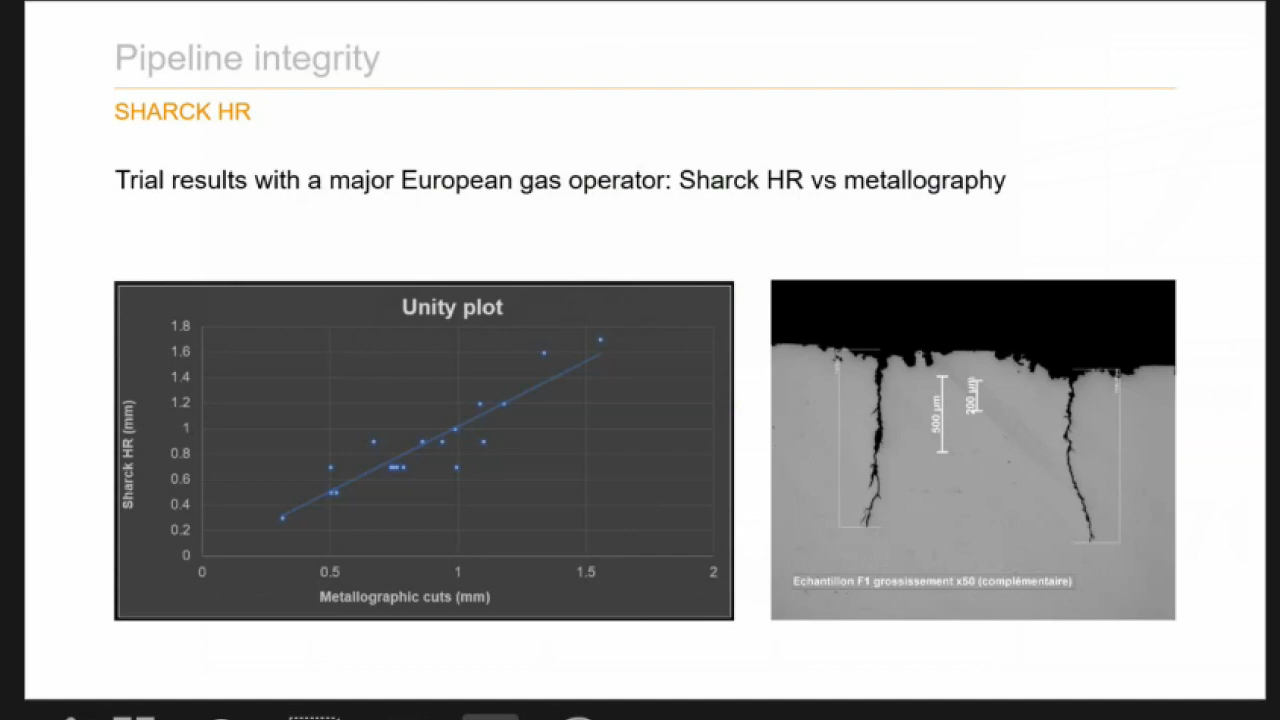 Pipeline integrity
SHARCK HR
Trial results with a major European gas operator: Sharck HR vs metallography
Unity plot
1.8
1.6
1.4
1.2
1
0.8
0.6
0.4
0.2
0
Sharck HR (mm)
0 0.5 1 1.5 2
Metallographic cuts (mm)
500 µm
200 µm
Echantillon F1 grossissement x50 (complémentaire)